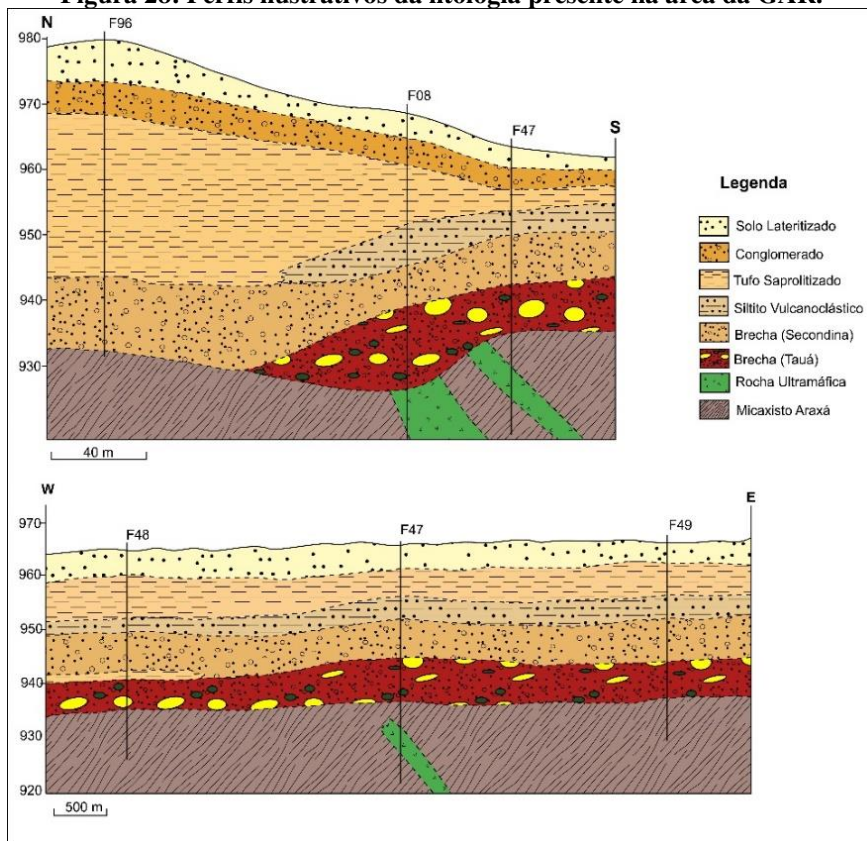 Figura 28: Perfis ilustrativos da litologia presente na área da GAR.
N
F96
980
970
960
950
940
930
F08
F47
S
40 m
Legenda
Solo Lateritizado
Conglomerado
Tufo Saprolitizado
Siltito Vulcanoclástico
Brecha (Secondina)
Brecha (Tauá)
Rocha Ultramáfica
Micaxisto Araxá
W
E
970
960
950
940
930
920
F48
F47
F49
500 m